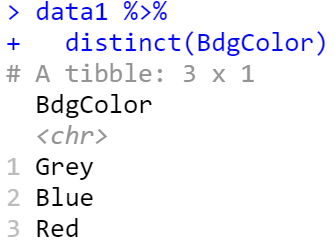 > data1 %>%
+   distinct(BdgColor)
# A tibble: 3 x 1
  BdgColor
  <chr>
1 Grey
2 Blue
3 Red